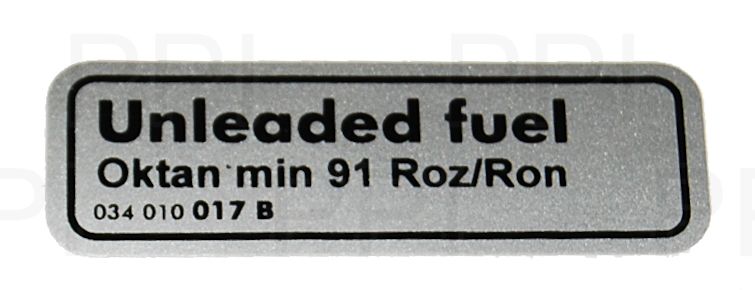 Unleaded fuel
Oktan min 91 Roz/Ron
034 010 017 B